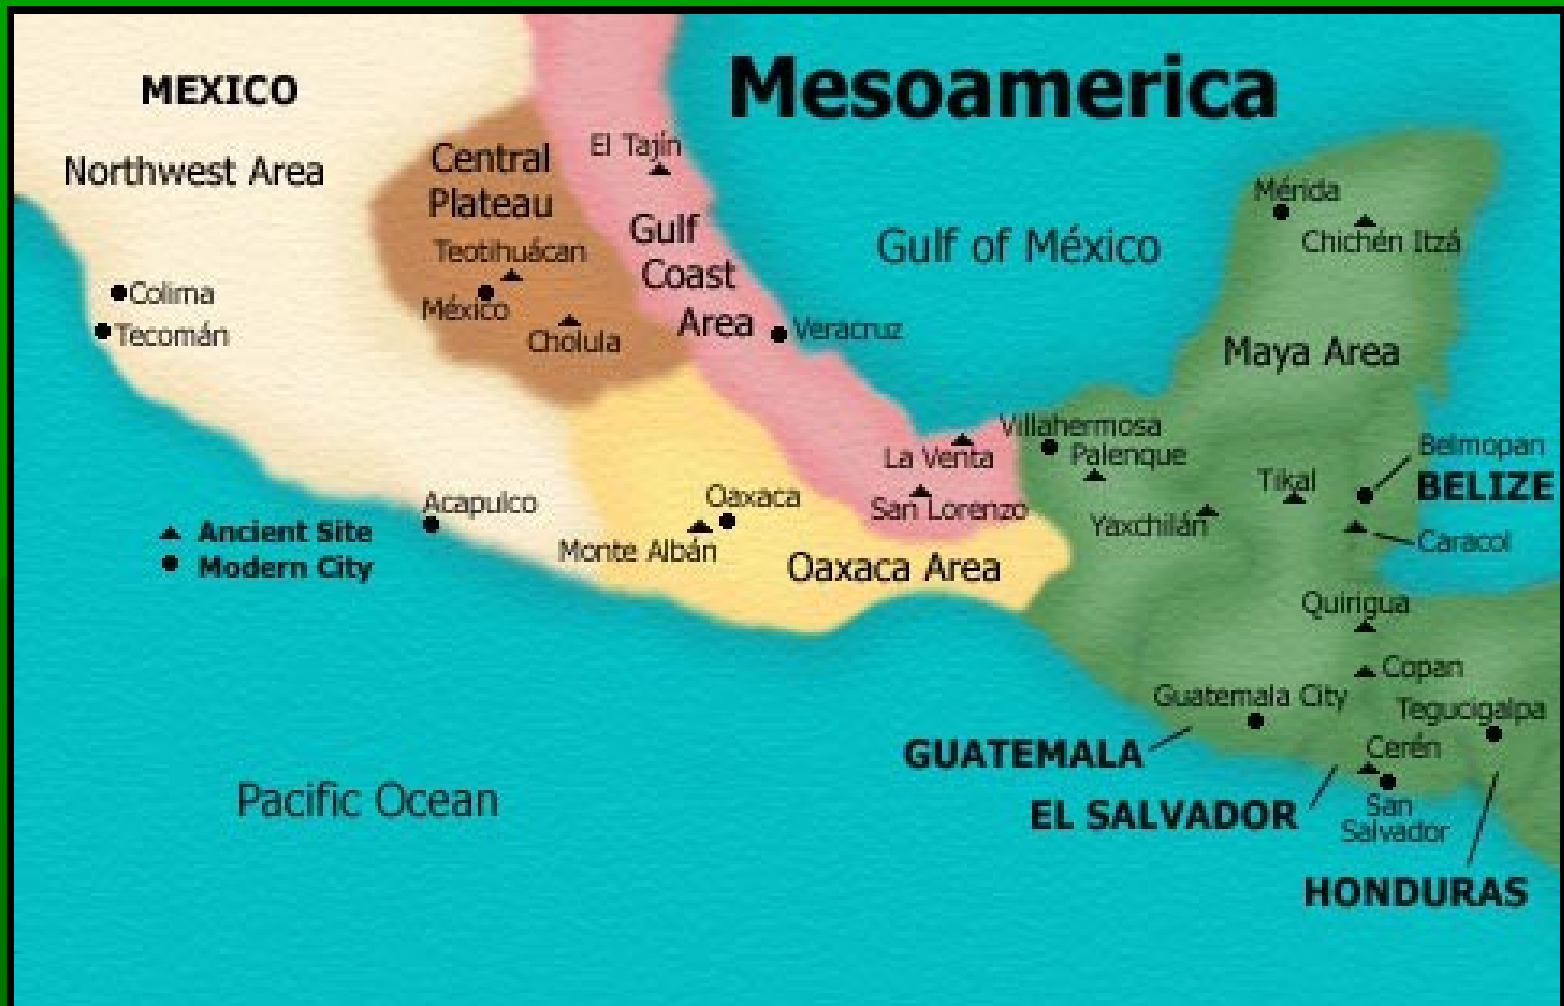 Mesoamerica
MEXICO
Northwest Area
Central
Plateau
El Tajín
Gulf
Coast
Area
Gulf of México
Mérida
Chichén Itzá
Teotihuácan
México
Cholula
Colima
Tecomán
Veracruz
Maya Area
Villahermosa
Palenque
La Venta
San Lorenzo
Yaxchilán
Tikal
Belmopan
BELIZE
Caracol
Acapulco
Oaxaca
Monte Albán
Oaxaca Area
Ancient Site
Modern City
Quirigua
Copan
Guatemala City
Tegucigalpa
GUATEMALA
Cerén
EL SALVADOR
San
Salvador
HONDURAS
Pacific Ocean